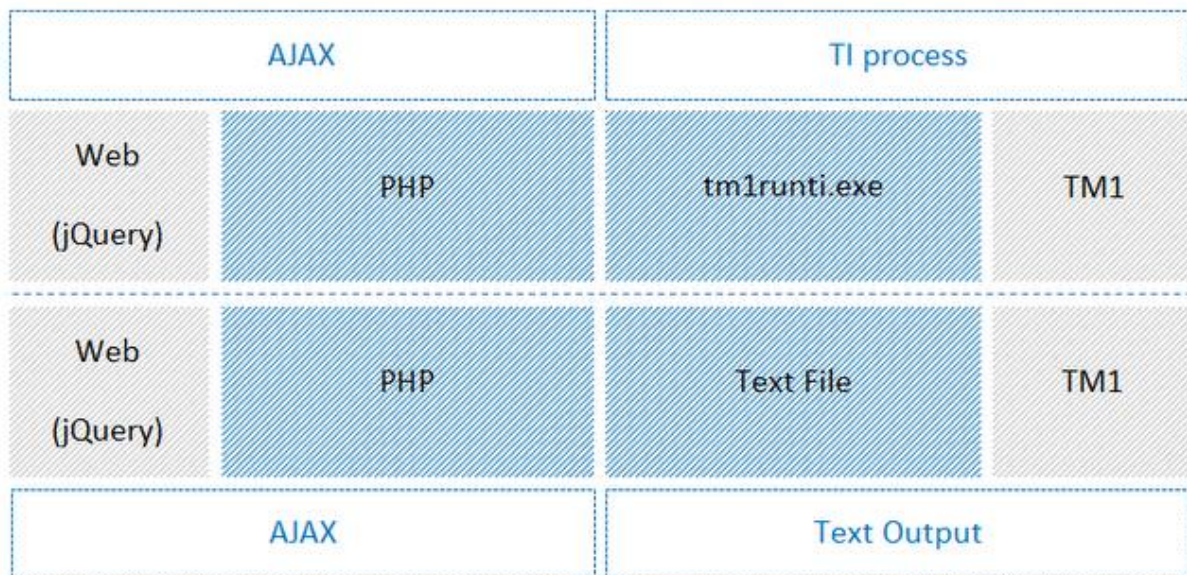 AJAX
TI process
Web
(jQuery)
PHP
tm1runti.exe
TM1
Web
(jQuery)
PHP
Text File
TM1
AJAX
Text Output